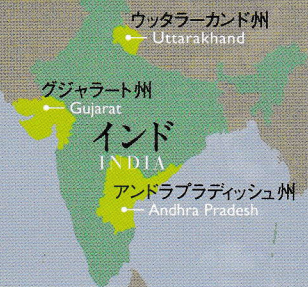 ウッタラーカンド州
Uttarakhand
グジャラート州
Gujarat
インド
INDIA
アンドラプラディッシュ州
Andhra Pradesh